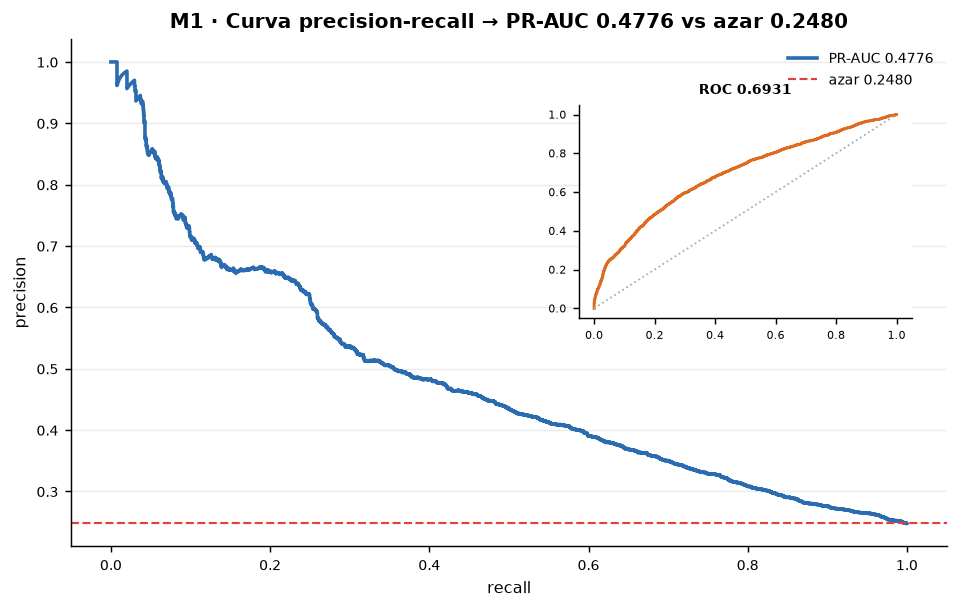 M1 · Curva precision-recall → PR-AUC 0.4776 vs azar 0.2480
PR-AUC 0.4776
azar 0.2480
ROC 0.6931
1.0
0.8
0.6
0.4
0.2
0.0
0.0 0.2 0.4 0.6 0.8 1.0
precision
1.0
0.9
0.8
0.7
0.6
0.5
0.4
0.3
0.0 0.2 0.4 0.6 0.8 1.0
recall